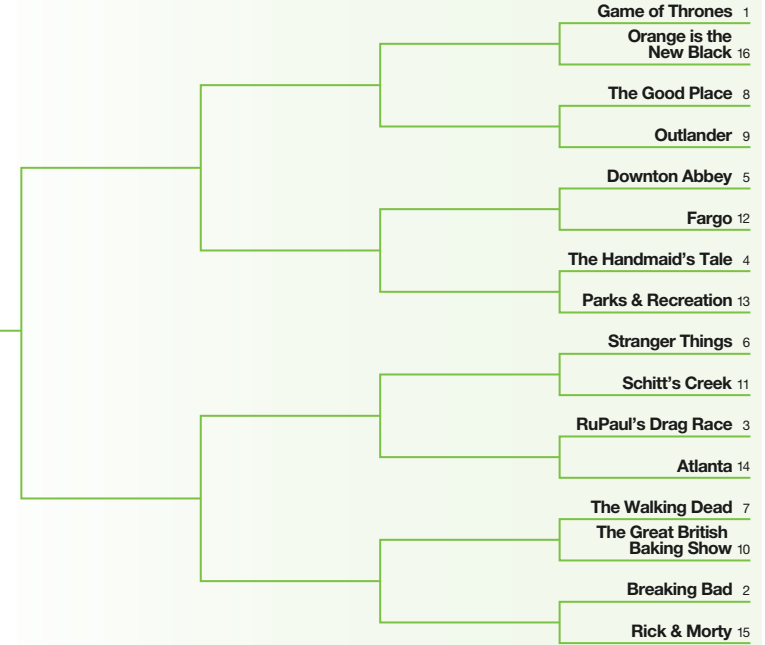 Game of Thrones 1
Orange is the
New Black 16
The Good Place 8
Outlander 9
Downton Abbey 5
Fargo 12
The Handmaid’s Tale 4
Parks & Recreation 13
Stranger Things 6
Schitt’s Creek 11
RuPaul’s Drag Race 3
Atlanta 14
The Walking Dead 7
The Great British
Baking Show 10
Breaking Bad 2
Rick & Morty 15